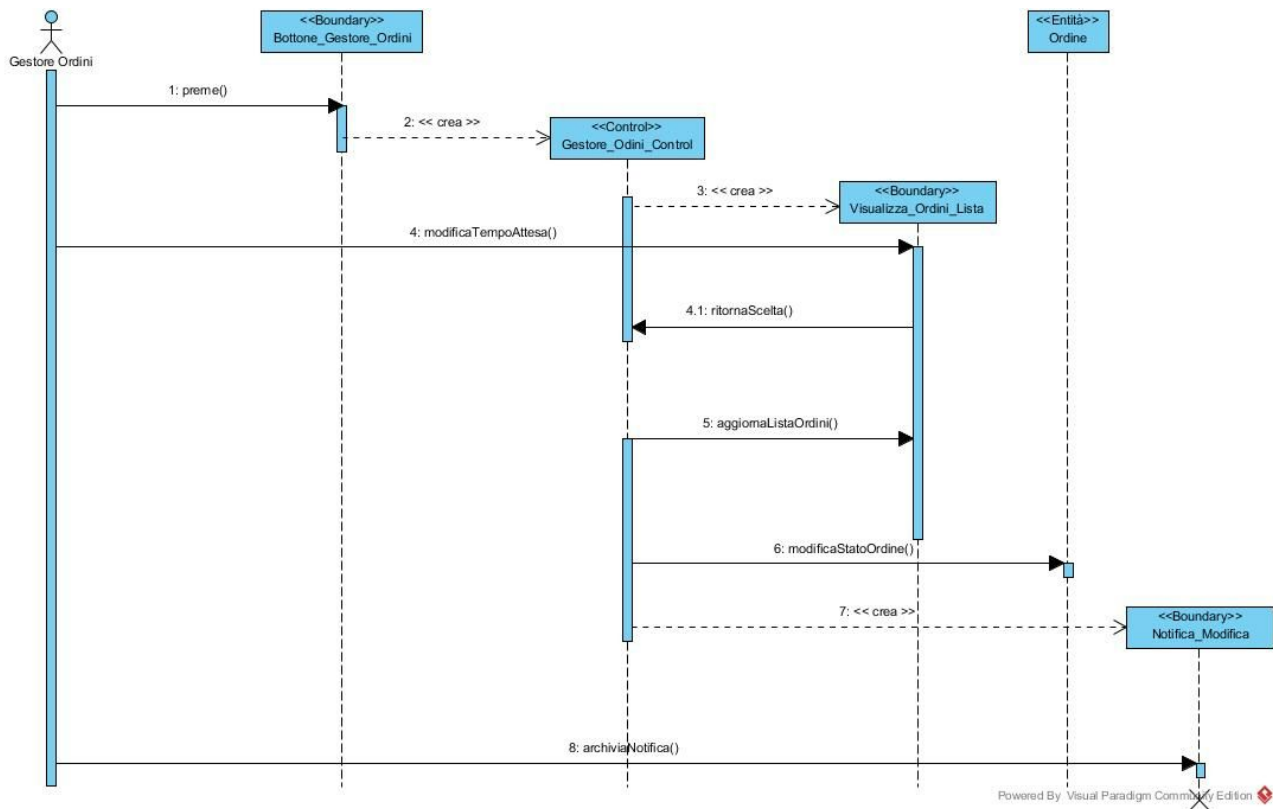 <<Boundary>>
Bottone_Gestore_Ordini
<<Entità>>
Ordine
Gestore Ordini
1: preme()
2: << crea >>
<<Control>>
Gestore_Odini_Control
3: << crea >>
<<Boundary>>
Visualizza_Ordini_Lista
4: modificaTempoAttesa()
4.1: ritornaScelta()
5: aggiornaListaOrdini()
6: modificaStatoOrdine()
7: << crea >>
<<Boundary>>
Notifica_Modifica
8: archiviaNotifica()
Powered By Visual Paradigm Community Edition